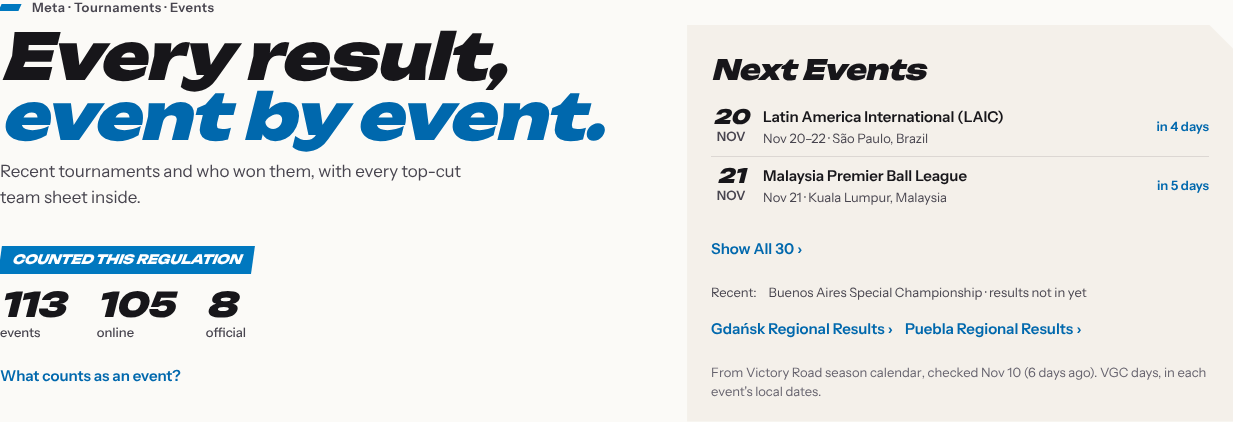 Meta · Tournaments · Events
Every result,
event by event.
Recent tournaments and who won them, with every top-cut
team sheet inside.
COUNTED THIS REGULATION
113 105 8
events online official
What counts as an event?
Next Events
20 NOV
Latin America International (LAIC)
Nov 20–22 · São Paulo, Brazil
in 4 days
21 NOV
Malaysia Premier Ball League
Nov 21 · Kuala Lumpur, Malaysia
in 5 days
Show All 30 ›
Recent: Buenos Aires Special Championship · results not in yet
Gdańsk Regional Results › Puebla Regional Results ›
From Victory Road season calendar, checked Nov 10 (6 days ago). VGC days, in each
event's local dates.